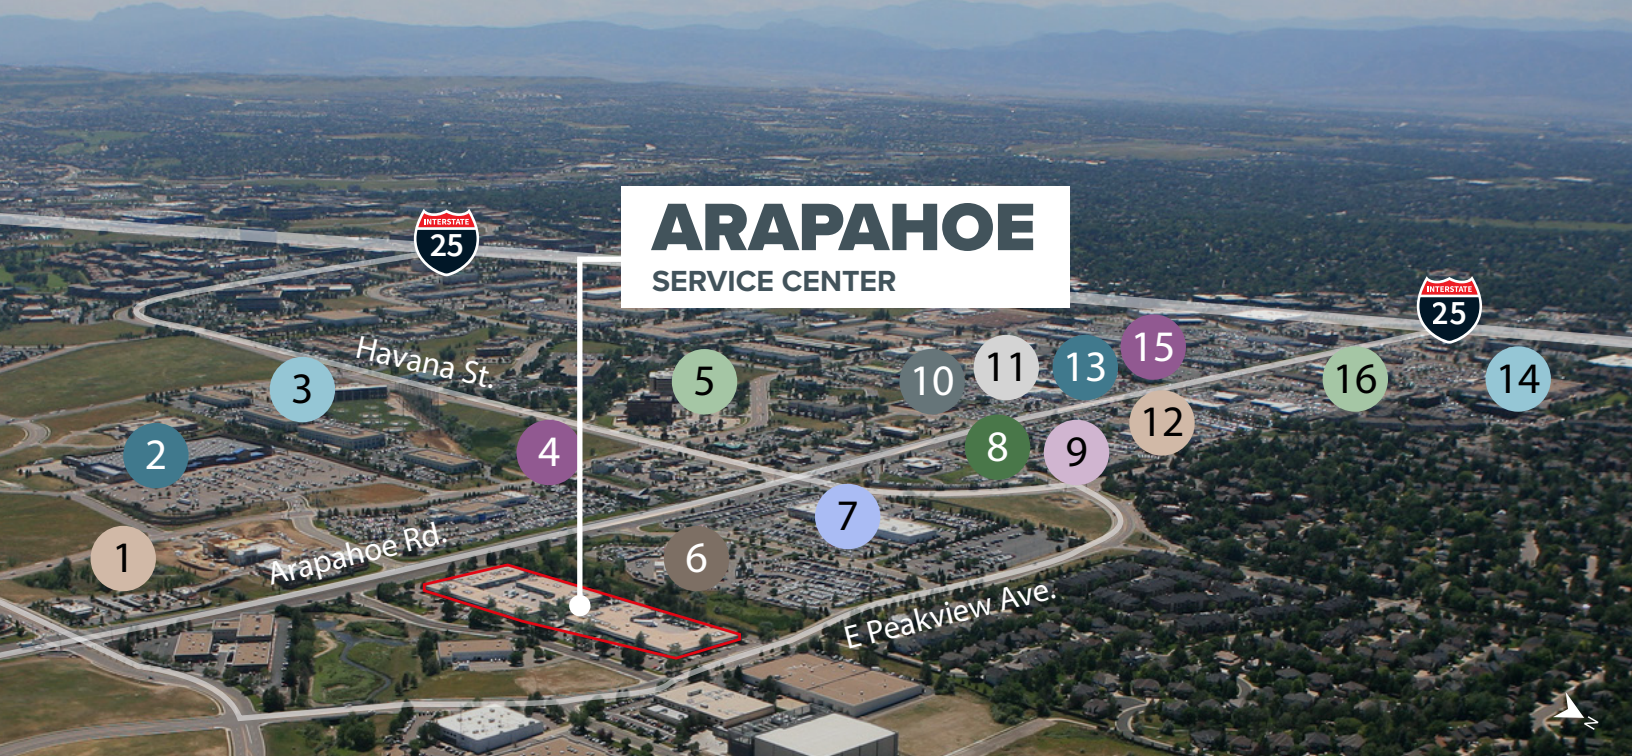 ARAPAHOE
SERVICE CENTER
INTERSTATE
25
INTERSTATE
25
Havana St.
Arapahoe Rd.
E Peakview Ave.
1
2
3
4
5
6
7
8
9
10
11
12
13
14
15
16
N